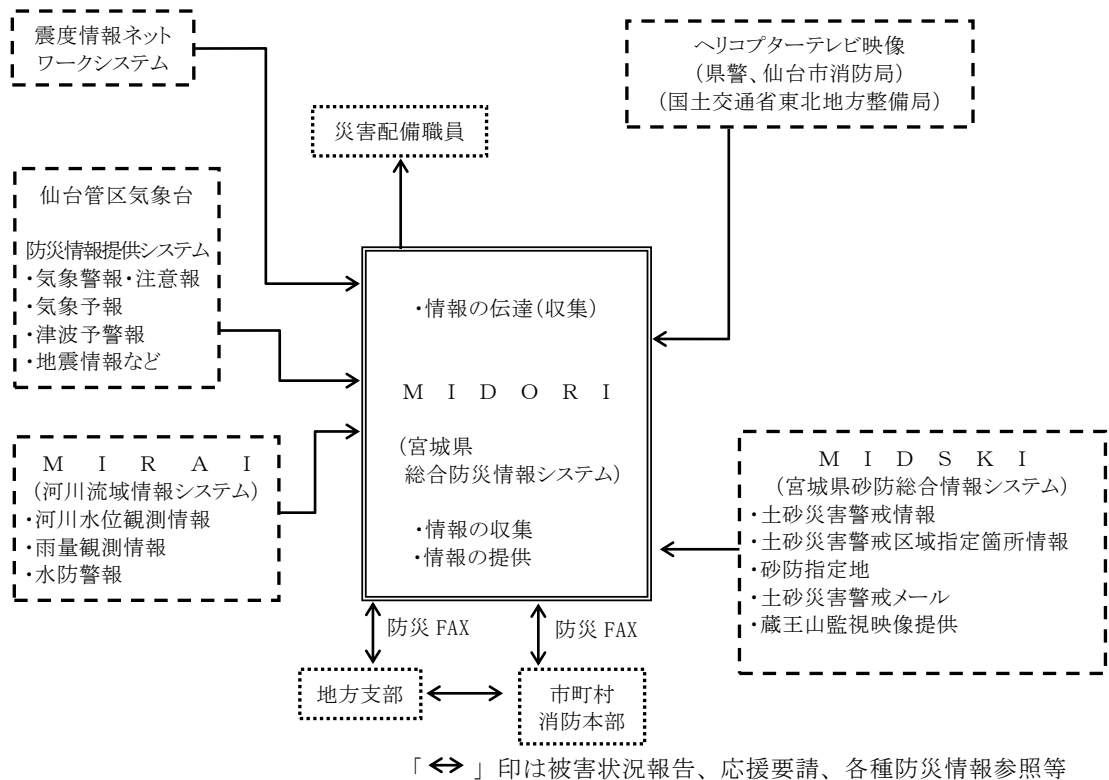 震度情報ネット
ワークシステム
ヘリコプターテレビ映像
(県警、仙台市消防局)
(国土交通省東北地方整備局)
災害配備職員
仙台管区気象台
防災情報提供システム
・気象警報・注意報
・気象予報
・津波予警報
・地震情報など
・情報の伝達(収集)
M I D O R I
(宮城県
総合防災情報システム)
・情報の収集
・情報の提供
M I R A I
(河川流域情報システム)
・河川水位観測情報
・雨量観測情報
・水防警報
M I D S K I
(宮城県砂防総合情報システム)
・土砂災害警戒情報
・土砂災害警戒区域指定箇所情報
・砂防指定地
・土砂災害警戒メール
・蔵王山監視映像提供
防災 FAX
防災 FAX
地方支部
市町村
消防本部
「↔」印は被害状況報告、応援要請、各種防災情報参照等